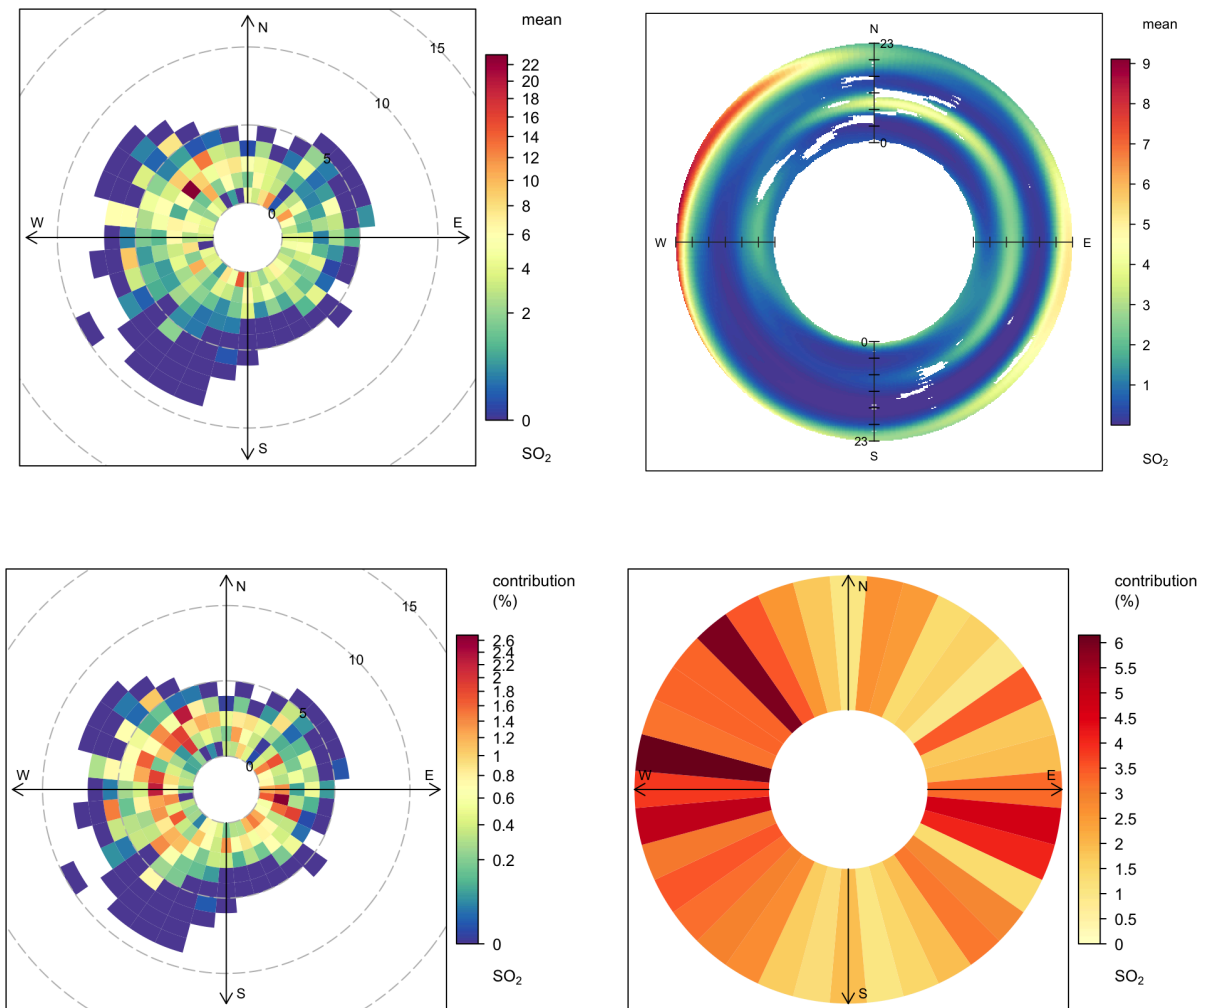 mean
N
15
10
5
0
W
E
S
22
20
18
16
14
12
10
8
6
4
2
0
SO2
mean
N
23
0
W
E
0
23
S
9
8
7
6
5
4
3
2
1
SO2
contribution
(%)
N
15
10
5
0
W
E
S
2.6
2.4
2.2
2
1.8
1.6
1.4
1.2
1
0.8
0.6
0.4
0.2
0
SO2
contribution
(%)
N
W
E
S
6
5.5
5
4.5
4
3.5
3
2.5
2
1.5
1
0.5
0
SO2